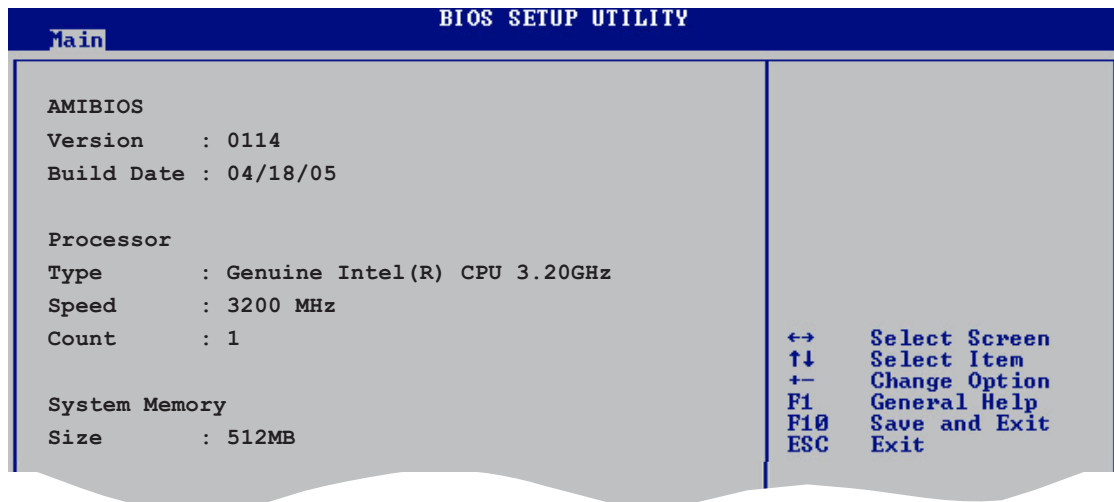 BIOS SETUP UTILITY
Main
AMIBIOS
Version : 0114
Build Date : 04/18/05
Processor
Type : Genuine Intel(R) CPU 3.20GHz
Speed : 3200 MHz
Count : 1
System Memory
Size : 512MB
←→ Select Screen
↑↓ Select Item
+- Change Option
F1 General Help
F10 Save and Exit
ESC Exit